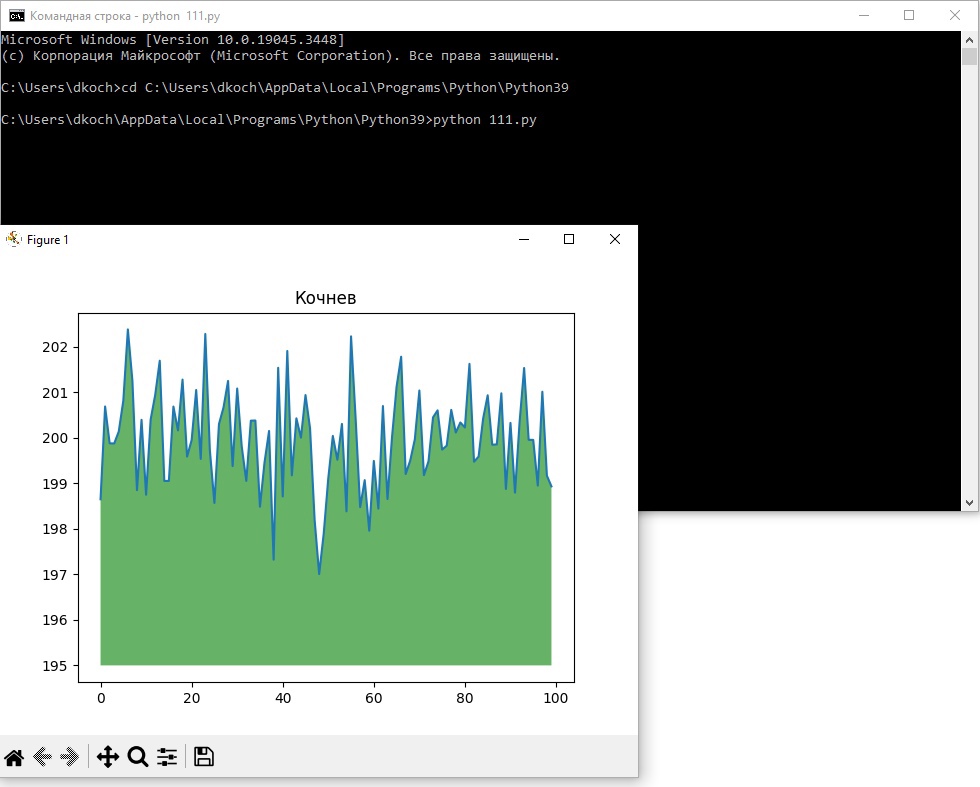 Командная строка - python 111.py
Microsoft Windows [Version 10.0.19045.3448]
(c) Корпорация Майкрософт (Microsoft Corporation). Все права защищены.
C:\Users\dkoch>cd C:\Users\dkoch\AppData\Local\Programs\Python\Python39
C:\Users\dkoch\AppData\Local\Programs\Python\Python39>python 111.py
Figure 1
Кочнев
202
201
200
199
198
197
196
195
0 20 40 60 80 100